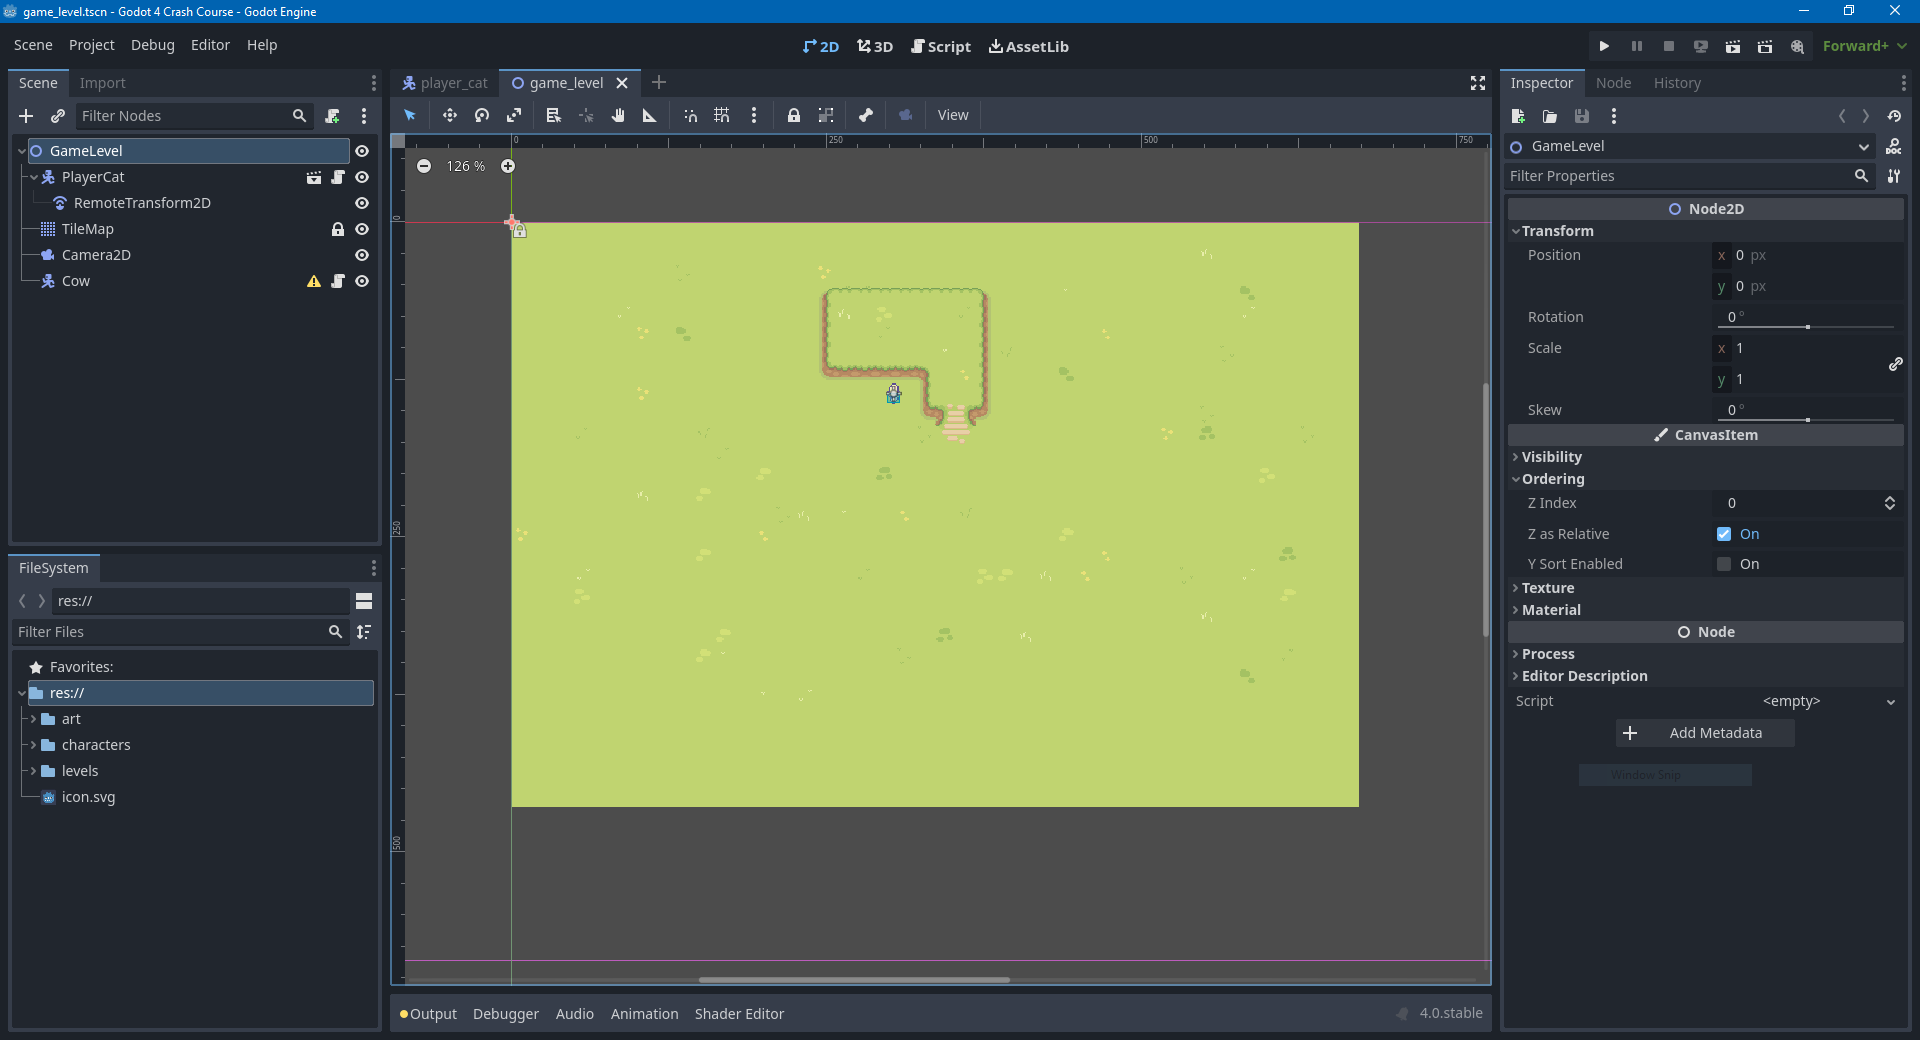 game_level.tscn - Godot 4 Crash Course - Godot Engine
Scene Project Debug Editor Help
2D 3D Script AssetLib
Forward+
Scene Import
player_cat game_level
Inspector Node History
Filter Nodes
View
GameLevel
PlayerCat
RemoteTransform2D
TileMap
Camera2D
Cow
0 250 500 750
126 %
0
250
500
FileSystem
res://
Filter Files
Favorites:
res://
art
characters
levels
icon.svg
GameLevel
Filter Properties
Node2D
Transform
Position x 0 px
y 0 px
Rotation 0 °
Scale x 1
y 1
Skew 0 °
CanvasItem
Visibility
Ordering
Z Index 0
Z as Relative On
Y Sort Enabled On
Texture
Material
Node
Process
Editor Description
Script <empty>
Add Metadata
Window Snip
Output Debugger Audio Animation Shader Editor
4.0.stable